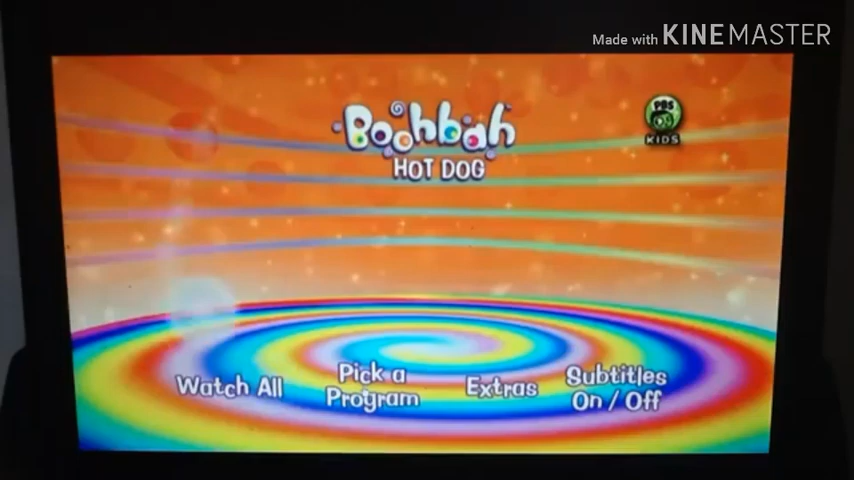 Made with KINEMASTER
Boohbah
HOT DOG
PBS
KIDS
Watch All
Pick a
Program
Extras
Subtitles
On / Off